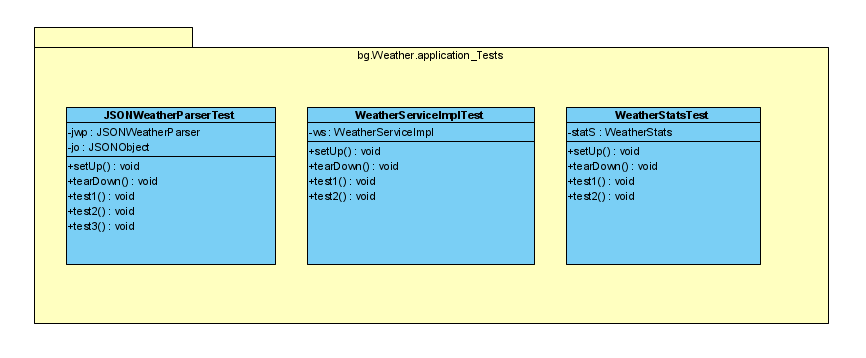 bg.Weather.application_Tests
JSONWeatherParserTest
-jwp : JSONWeatherParser
-jo : JSONObject
+setUp() : void
+tearDown() : void
+test1() : void
+test2() : void
+test3() : void
WeatherServiceImplTest
-ws : WeatherServiceImpl
+setUp() : void
+tearDown() : void
+test1() : void
+test2() : void
WeatherStatsTest
-statS : WeatherStats
+setUp() : void
+tearDown() : void
+test1() : void
+test2() : void